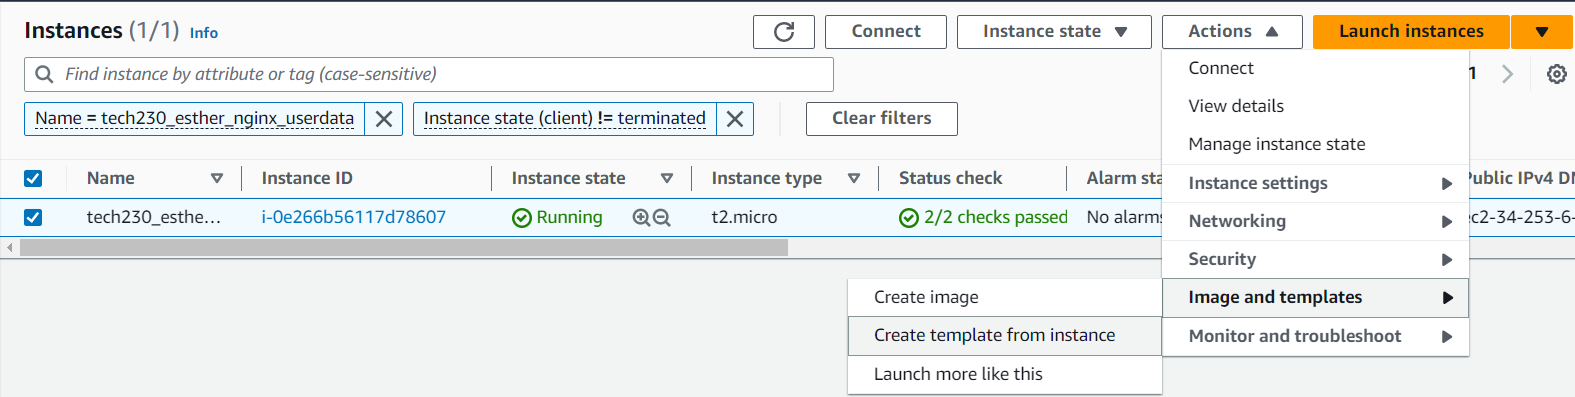 Instances (1/1) Info
Connect
Instance state
Actions
Launch instances
Find instance by attribute or tag (case-sensitive)
1
Name = tech230_esther_nginx_userdata
Instance state (client) != terminated
Clear filters
Name
Instance ID
Instance state
Instance type
Status check
Alarm sta
Public IPv4 DN
tech230_esthe...
i-0e266b56117d78607
Running
t2.micro
2/2 checks passed
No alarms
ec2-34-253-6-
Connect
View details
Manage instance state
Instance settings
Networking
Security
Image and templates
Monitor and troubleshoot
Create image
Create template from instance
Launch more like this